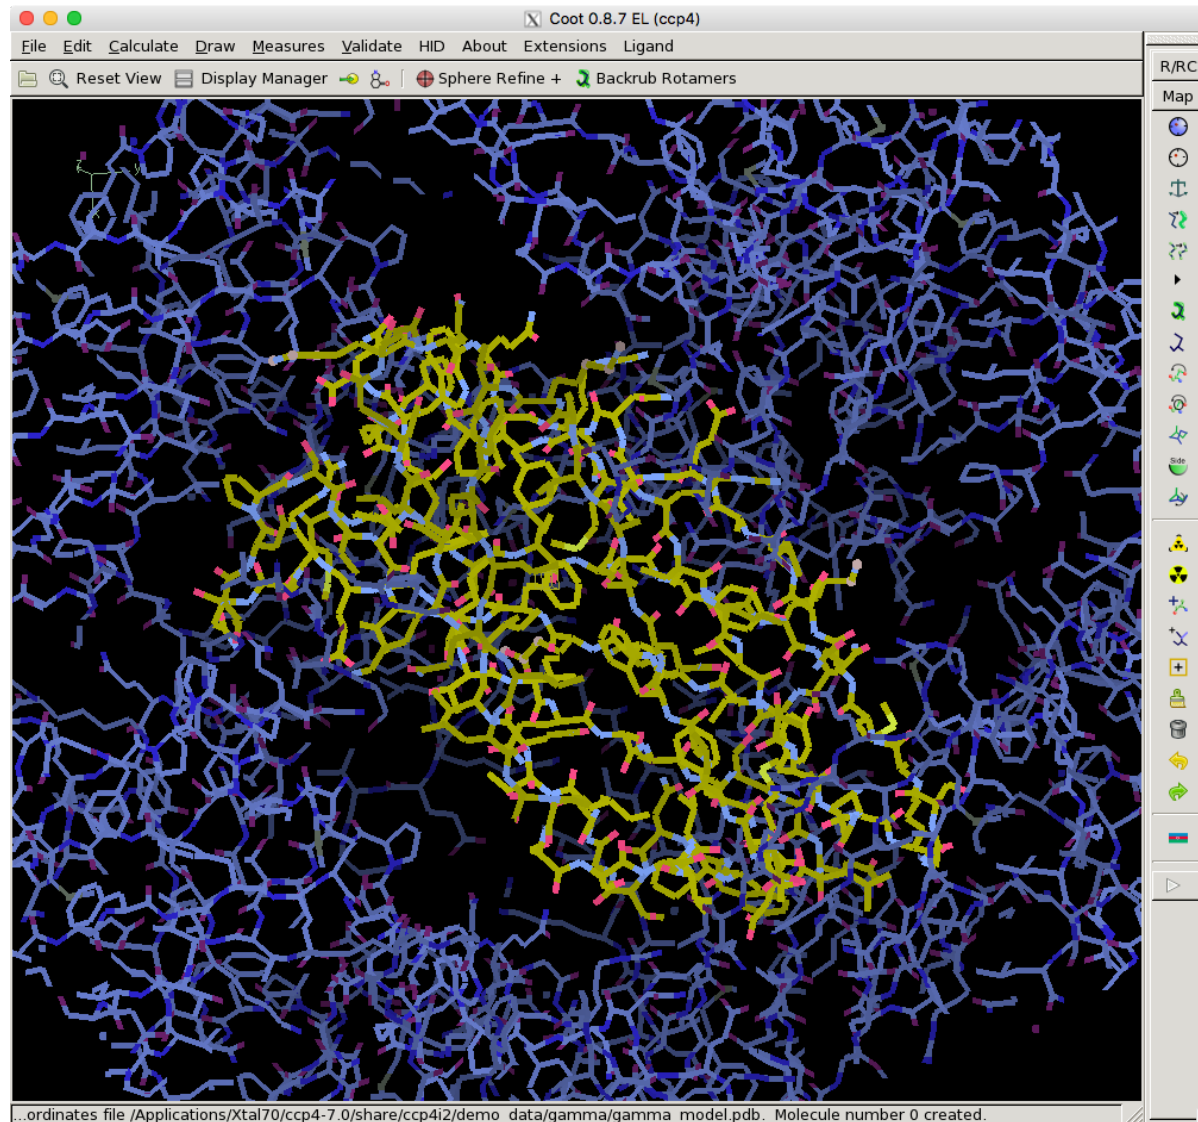 X Coot 0.8.7 EL (ccp4)
File Edit Calculate Draw Measures Validate HID About Extensions Ligand
R/RC
Reset View Display Manager Sphere Refine + Backrub Rotamers
Map
Side
...ordinates file /Applications/Xtal70/ccp4-7.0/share/ccp4i2/demo_data/gamma/gamma_model.pdb. Molecule number 0 created.